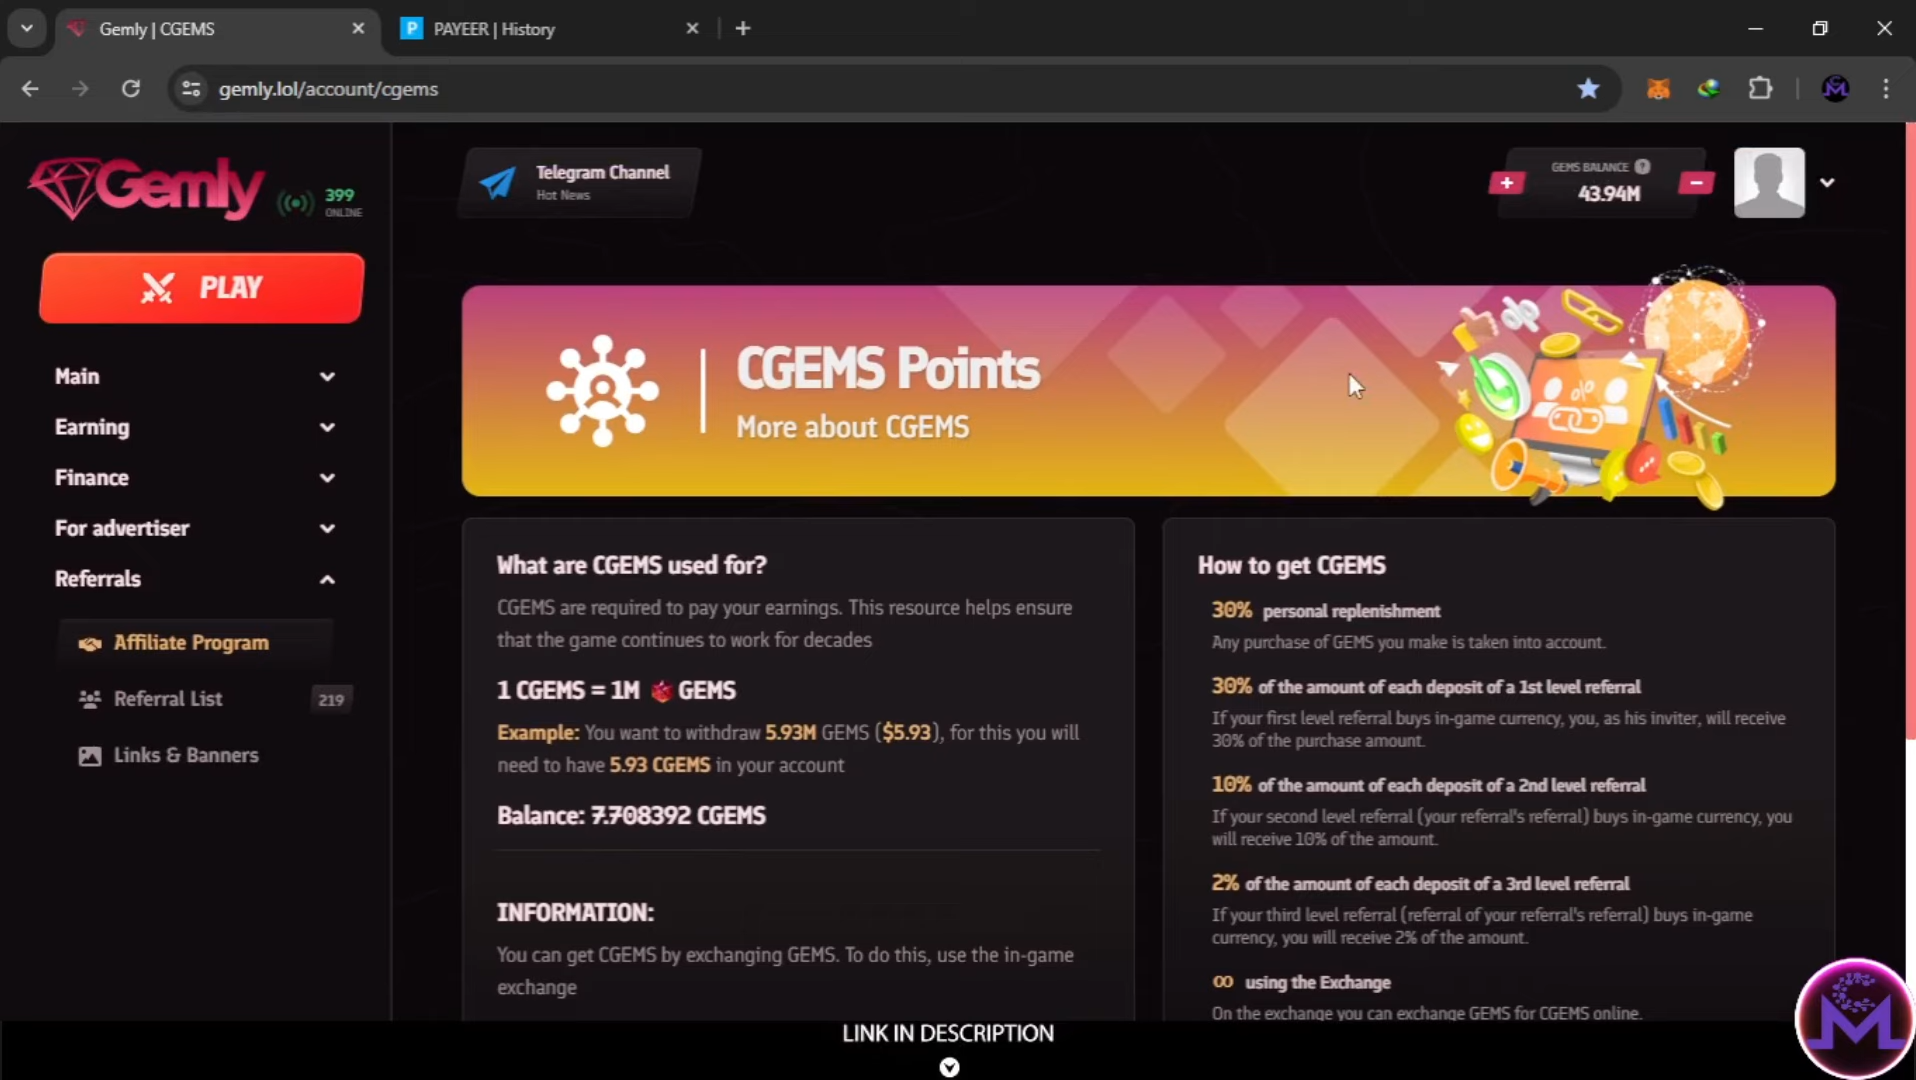 Gemly | CGEMS
PAYEER | History
gemly.lol/account/cgems
Gemly
399
ONLINE
PLAY
Main
Earning
Finance
For advertiser
Referrals
Affiliate Program
Referral List
219
Links & Banners
Telegram Channel
Hot News
GEMS BALANCE ?
43.94M
CGEMS Points
More about CGEMS
What are CGEMS used for?
CGEMS are required to pay your earnings. This resource helps ensure
that the game continues to work for decades
1 CGEMS = 1M GEMS
Example: You want to withdraw 5.93M GEMS ($5.93), for this you will
need to have 5.93 CGEMS in your account
Balance: 7.708392 CGEMS
INFORMATION:
You can get CGEMS by exchanging GEMS. To do this, use the in-game
exchange
How to get CGEMS
30% personal replenishment
Any purchase of GEMS you make is taken into account.
30% of the amount of each deposit of a 1st level referral
If your first level referral buys in-game currency, you, as his inviter, will receive
30% of the purchase amount.
10% of the amount of each deposit of a 2nd level referral
If your second level referral (your referral's referral) buys in-game currency, you
will receive 10% of the amount.
2% of the amount of each deposit of a 3rd level referral
If your third level referral (referral of your referral's referral) buys in-game
currency, you will receive 2% of the amount.
∞ using the Exchange
On the exchange you can exchange GEMS for CGEMS online.
LINK IN DESCRIPTION